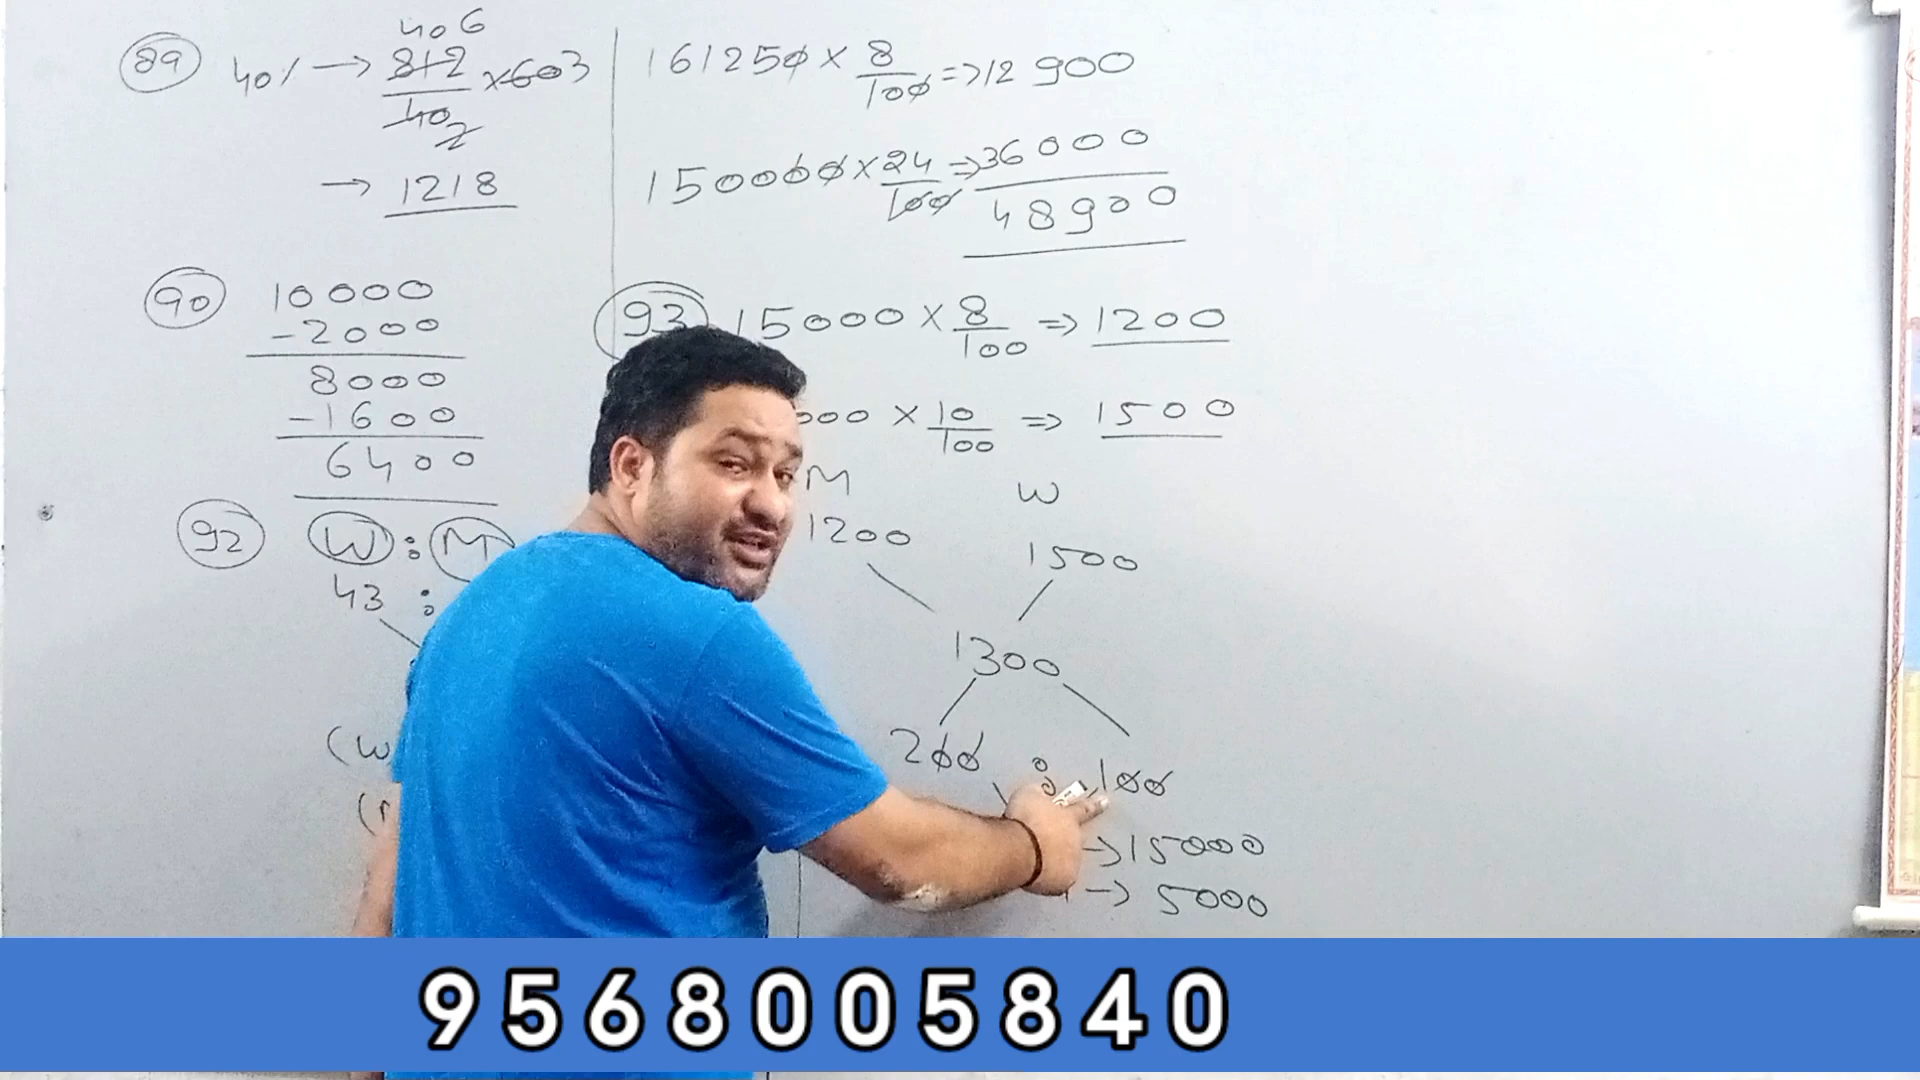 89 40% → 812/40 × 603
406
2
→ 1218
161250 × 8/100 => 12900
150000 × 24/100 => 36000
48900
90 10000
- 2000
8000
- 1600
6400
93 15000 × 8/100 => 1200
000 × 10/100 => 1500
92 W : M
43 :
(W
M W
1200 1500
1300
200 : 100
→ 15000
→ 5000
9568005840